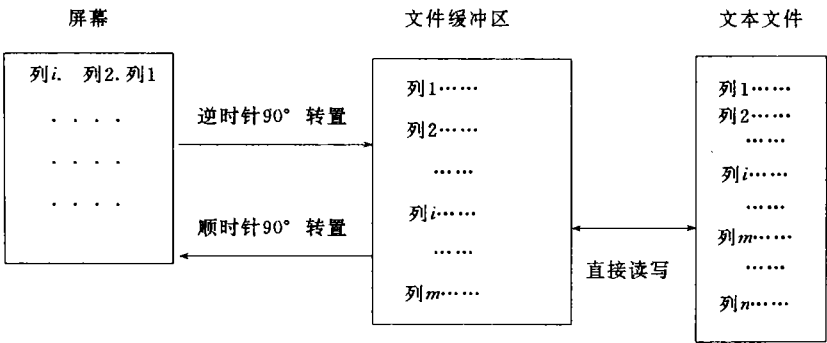 屏幕
文件缓冲区
文本文件
列i. 列2.列1
. . . .
. . . .
. . . .
逆时针90° 转置
顺时针90° 转置
列1……
列2……
……
列i……
……
列m……
直接读写
列1……
列2……
……
列i……
……
列m……
……
列n……